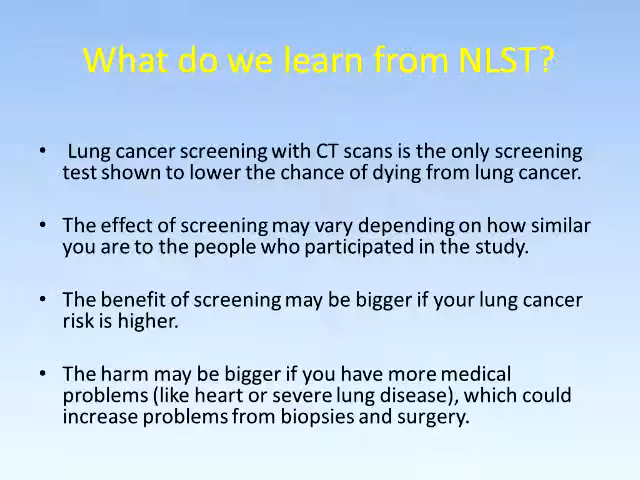 What do we learn from NLST?
• Lung cancer screening with CT scans is the only screening
test shown to lower the chance of dying from lung cancer.
• The effect of screening may vary depending on how similar
you are to the people who participated in the study.
• The benefit of screening may be bigger if your lung cancer
risk is higher.
• The harm may be bigger if you have more medical
problems (like heart or severe lung disease), which could
increase problems from biopsies and surgery.